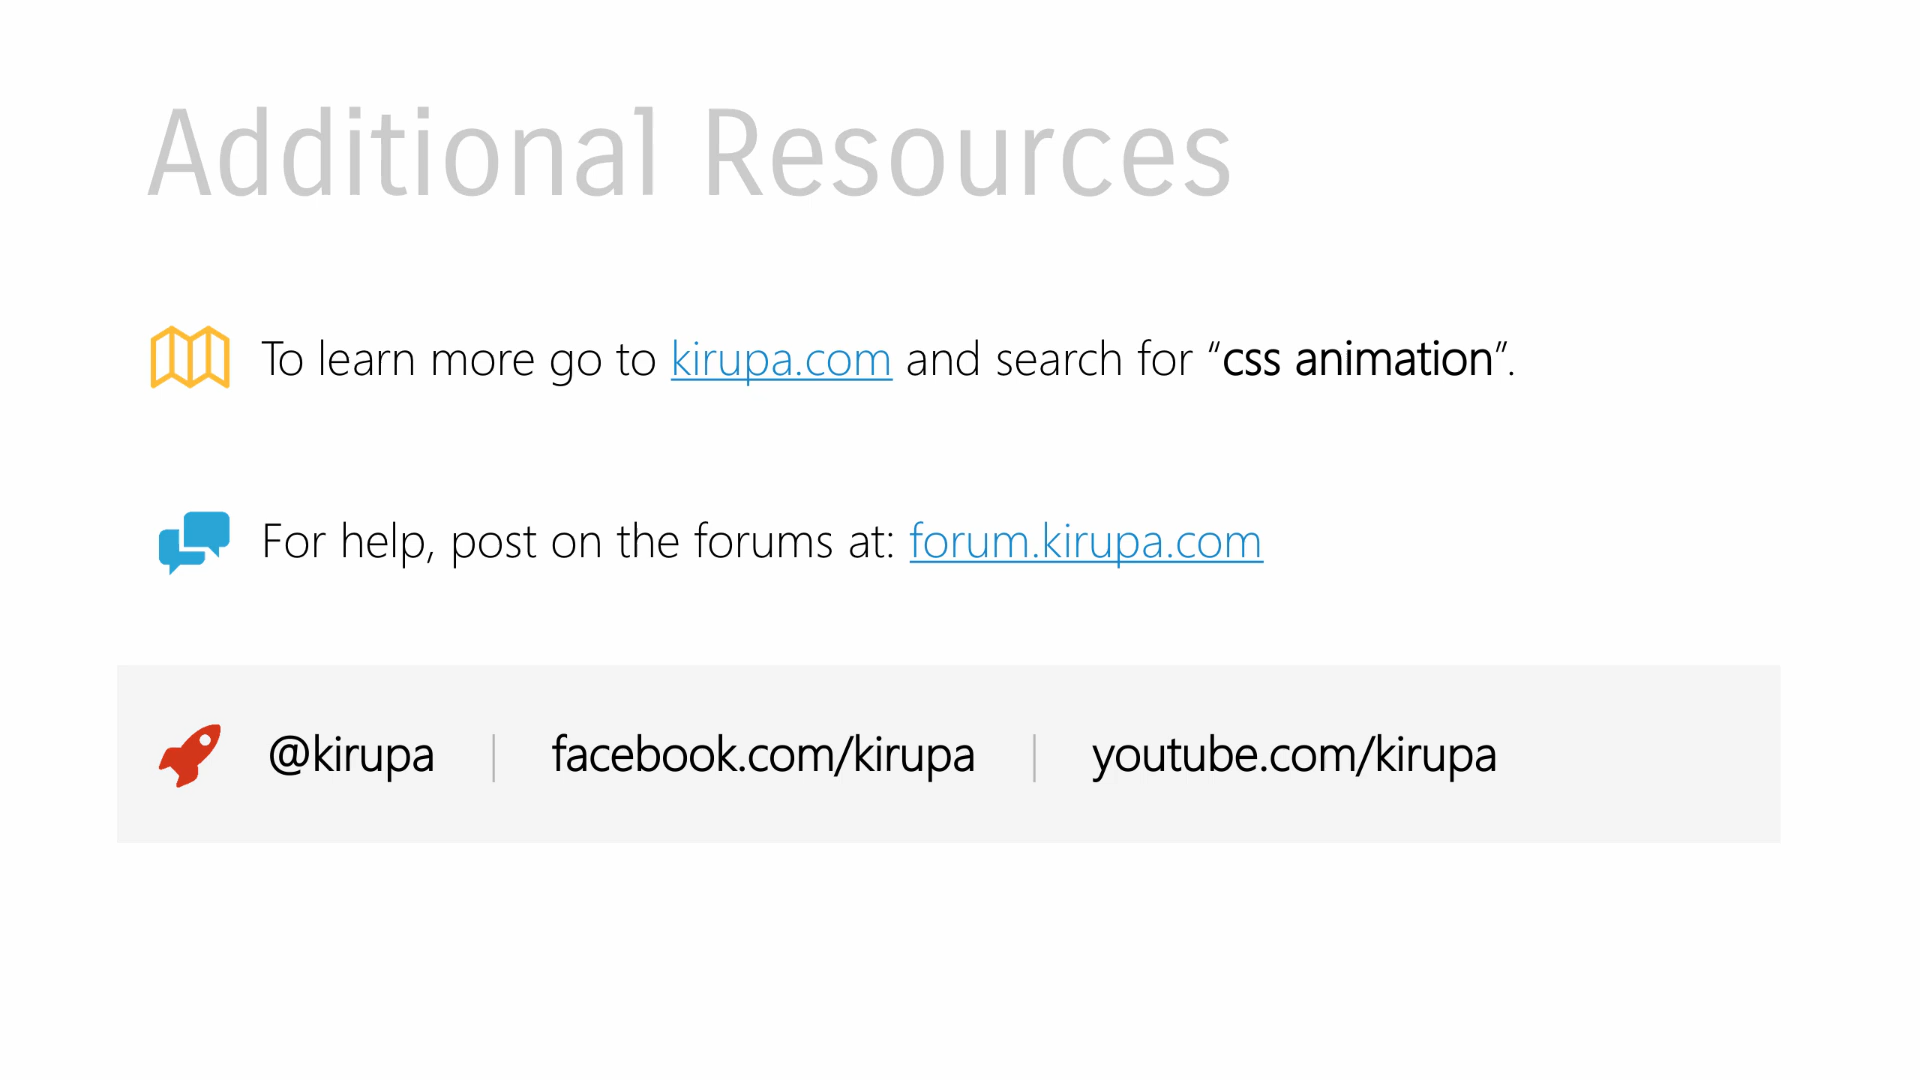 Additional Resources
To learn more go to kirupa.com and search for “css animation”.
For help, post on the forums at: forum.kirupa.com
@kirupa | facebook.com/kirupa | youtube.com/kirupa